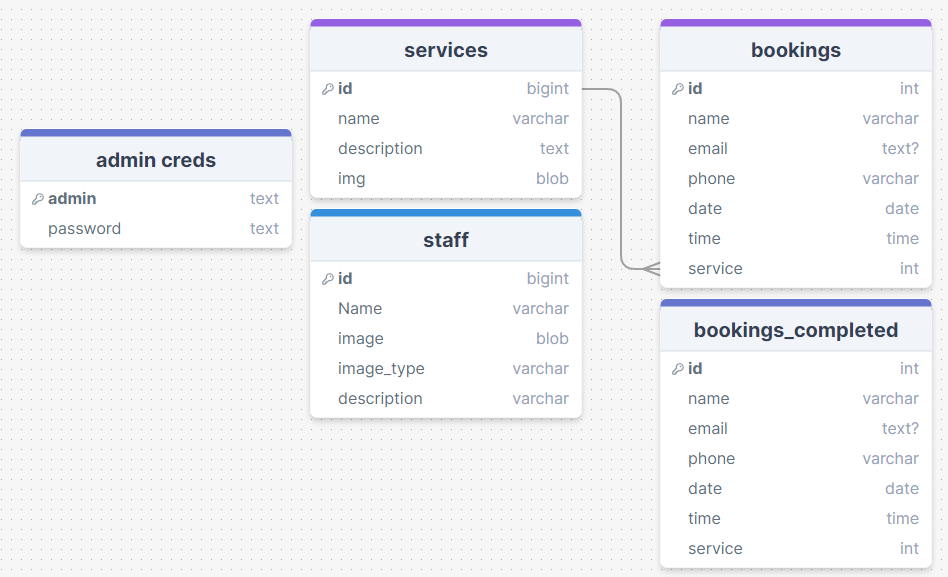 admin creds
admin text
password text
services
id bigint
name varchar
description text
img blob
staff
id bigint
Name varchar
image blob
image_type varchar
description varchar
bookings
id int
name varchar
email text?
phone varchar
date date
time time
service int
bookings_completed
id int
name varchar
email text?
phone varchar
date date
time time
service int